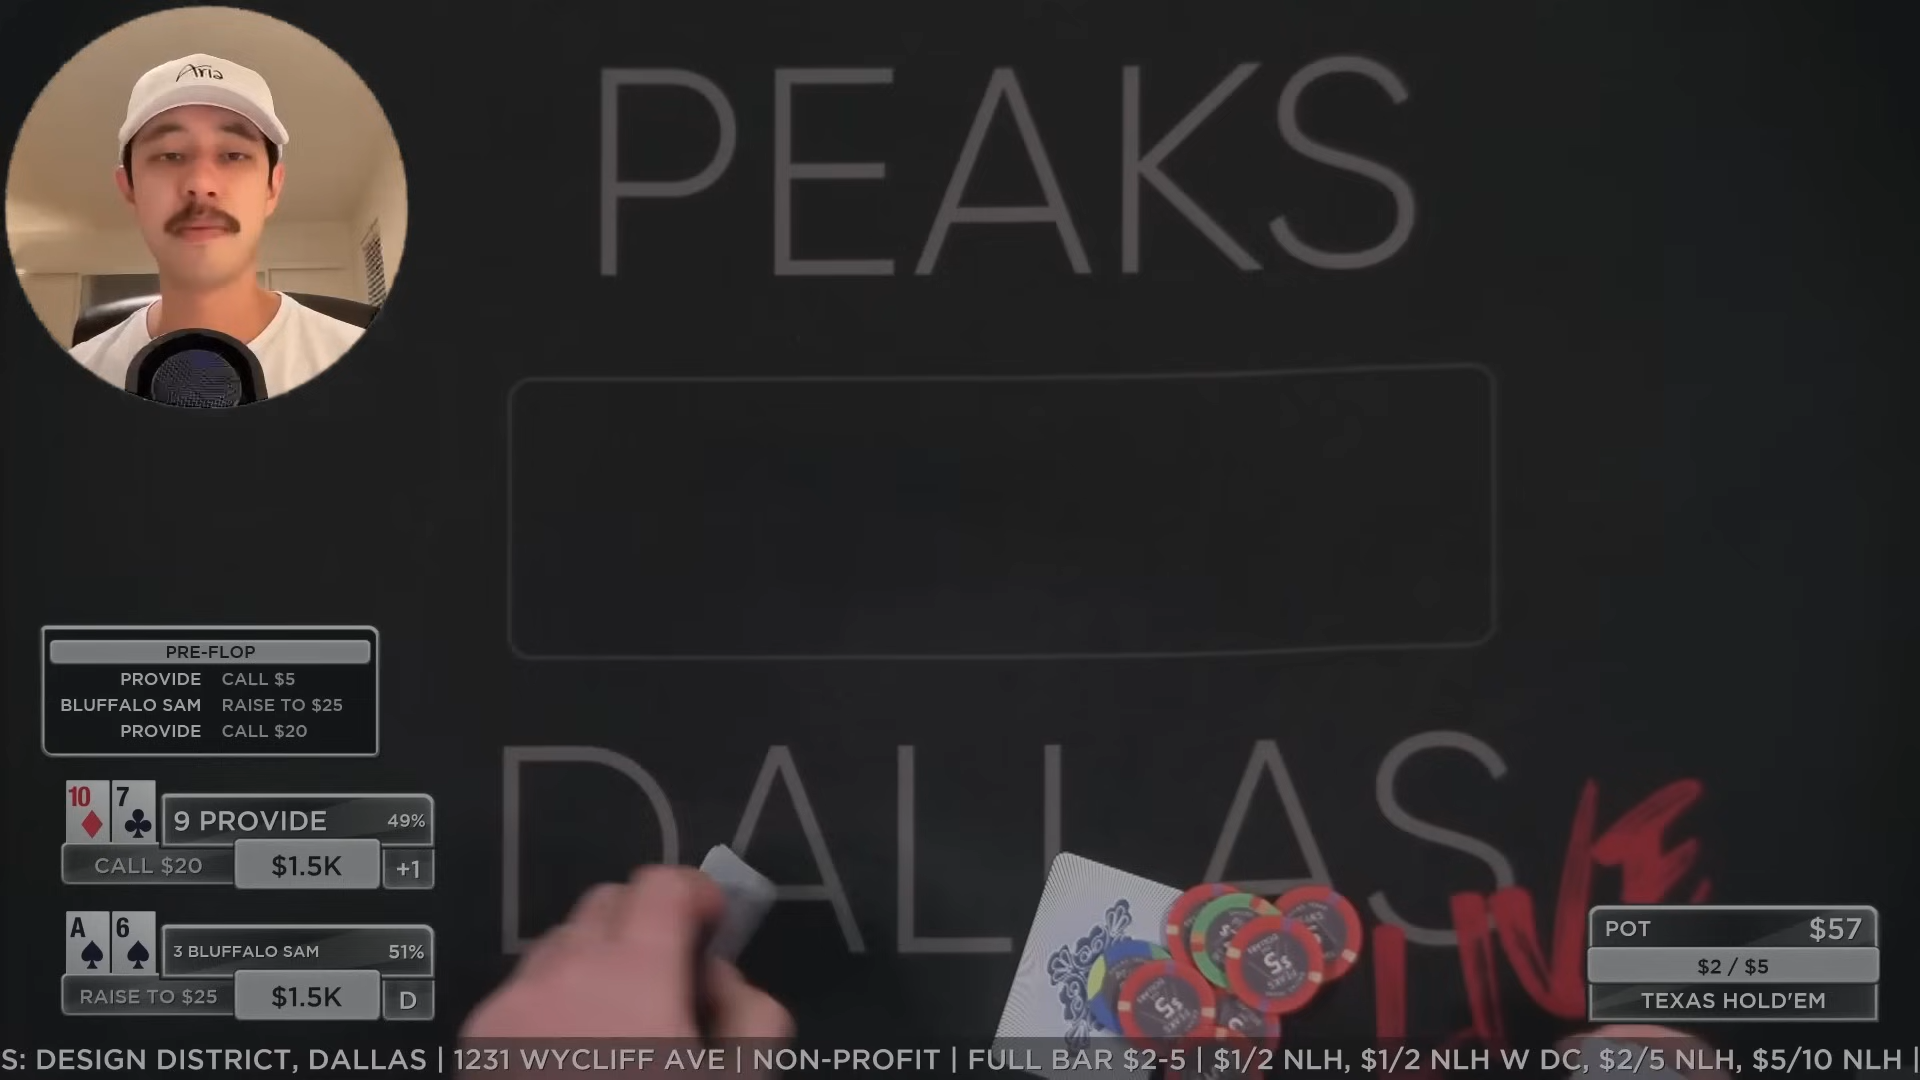 Aria
PEAKS
PRE-FLOP
PROVIDE CALL $5
BLUFFALO SAM RAISE TO $25
PROVIDE CALL $20
10 7
9 PROVIDE 49%
CALL $20 $1.5K +1
A 6
3 BLUFFALO SAM 51%
RAISE TO $25 $1.5K D
DALLAS
LIVE
$5
$5
POT $57
$2 / $5
TEXAS HOLD'EM
S: DESIGN DISTRICT, DALLAS | 1231 WYCLIFF AVE | NON-PROFIT | FULL BAR $2-5 | $1/2 NLH, $1/2 NLH W DC, $2/5 NLH, $5/10 NLH |